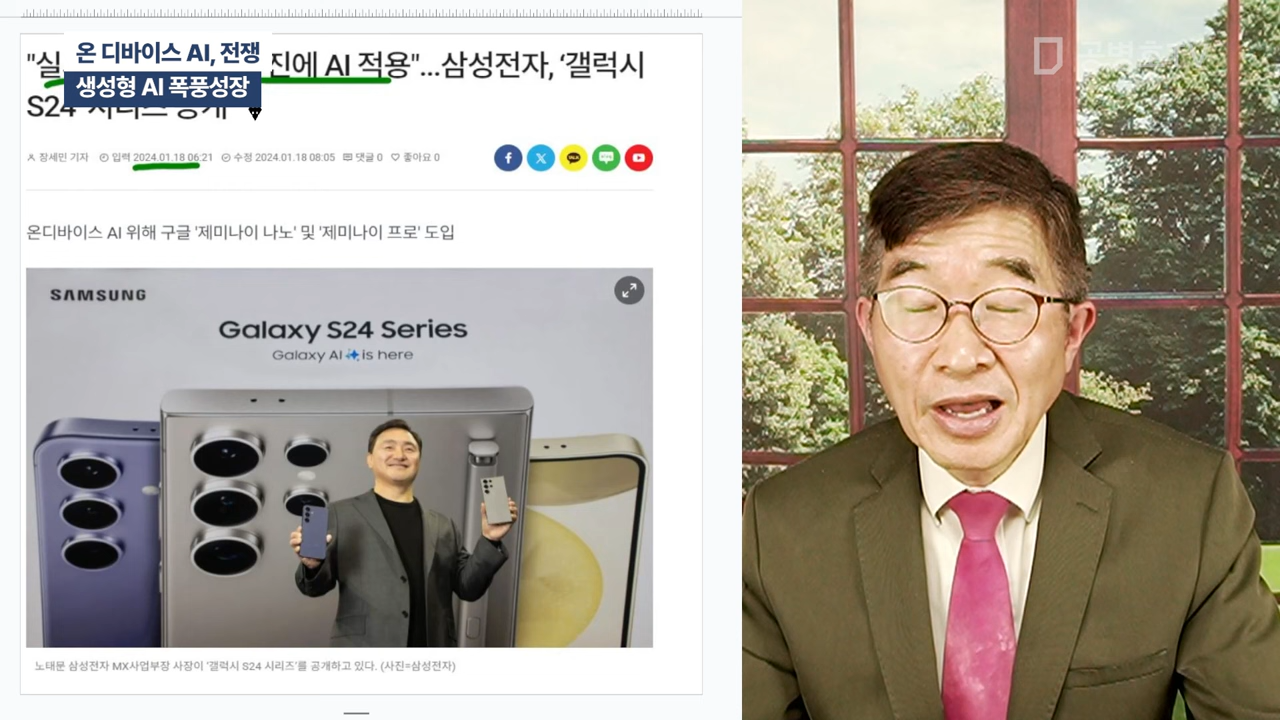 온 디바이스 AI, 전쟁
생성형 AI 폭풍성장
"실 진에 AI 적용"...삼성전자, ‘갤럭시
S24
장세민 기자 입력 2024.01.18 06:21 수정 2024.01.18 08:05 댓글 0 좋아요 0
온디바이스 AI 위해 구글 '제미나이 나노' 및 '제미나이 프로' 도입
SAMSUNG
Galaxy S24 Series
Galaxy AI is here
노태문 삼성전자 MX사업부장 사장이 ‘갤럭시 S24 시리즈’를 공개하고 있다. (사진=삼성전자)